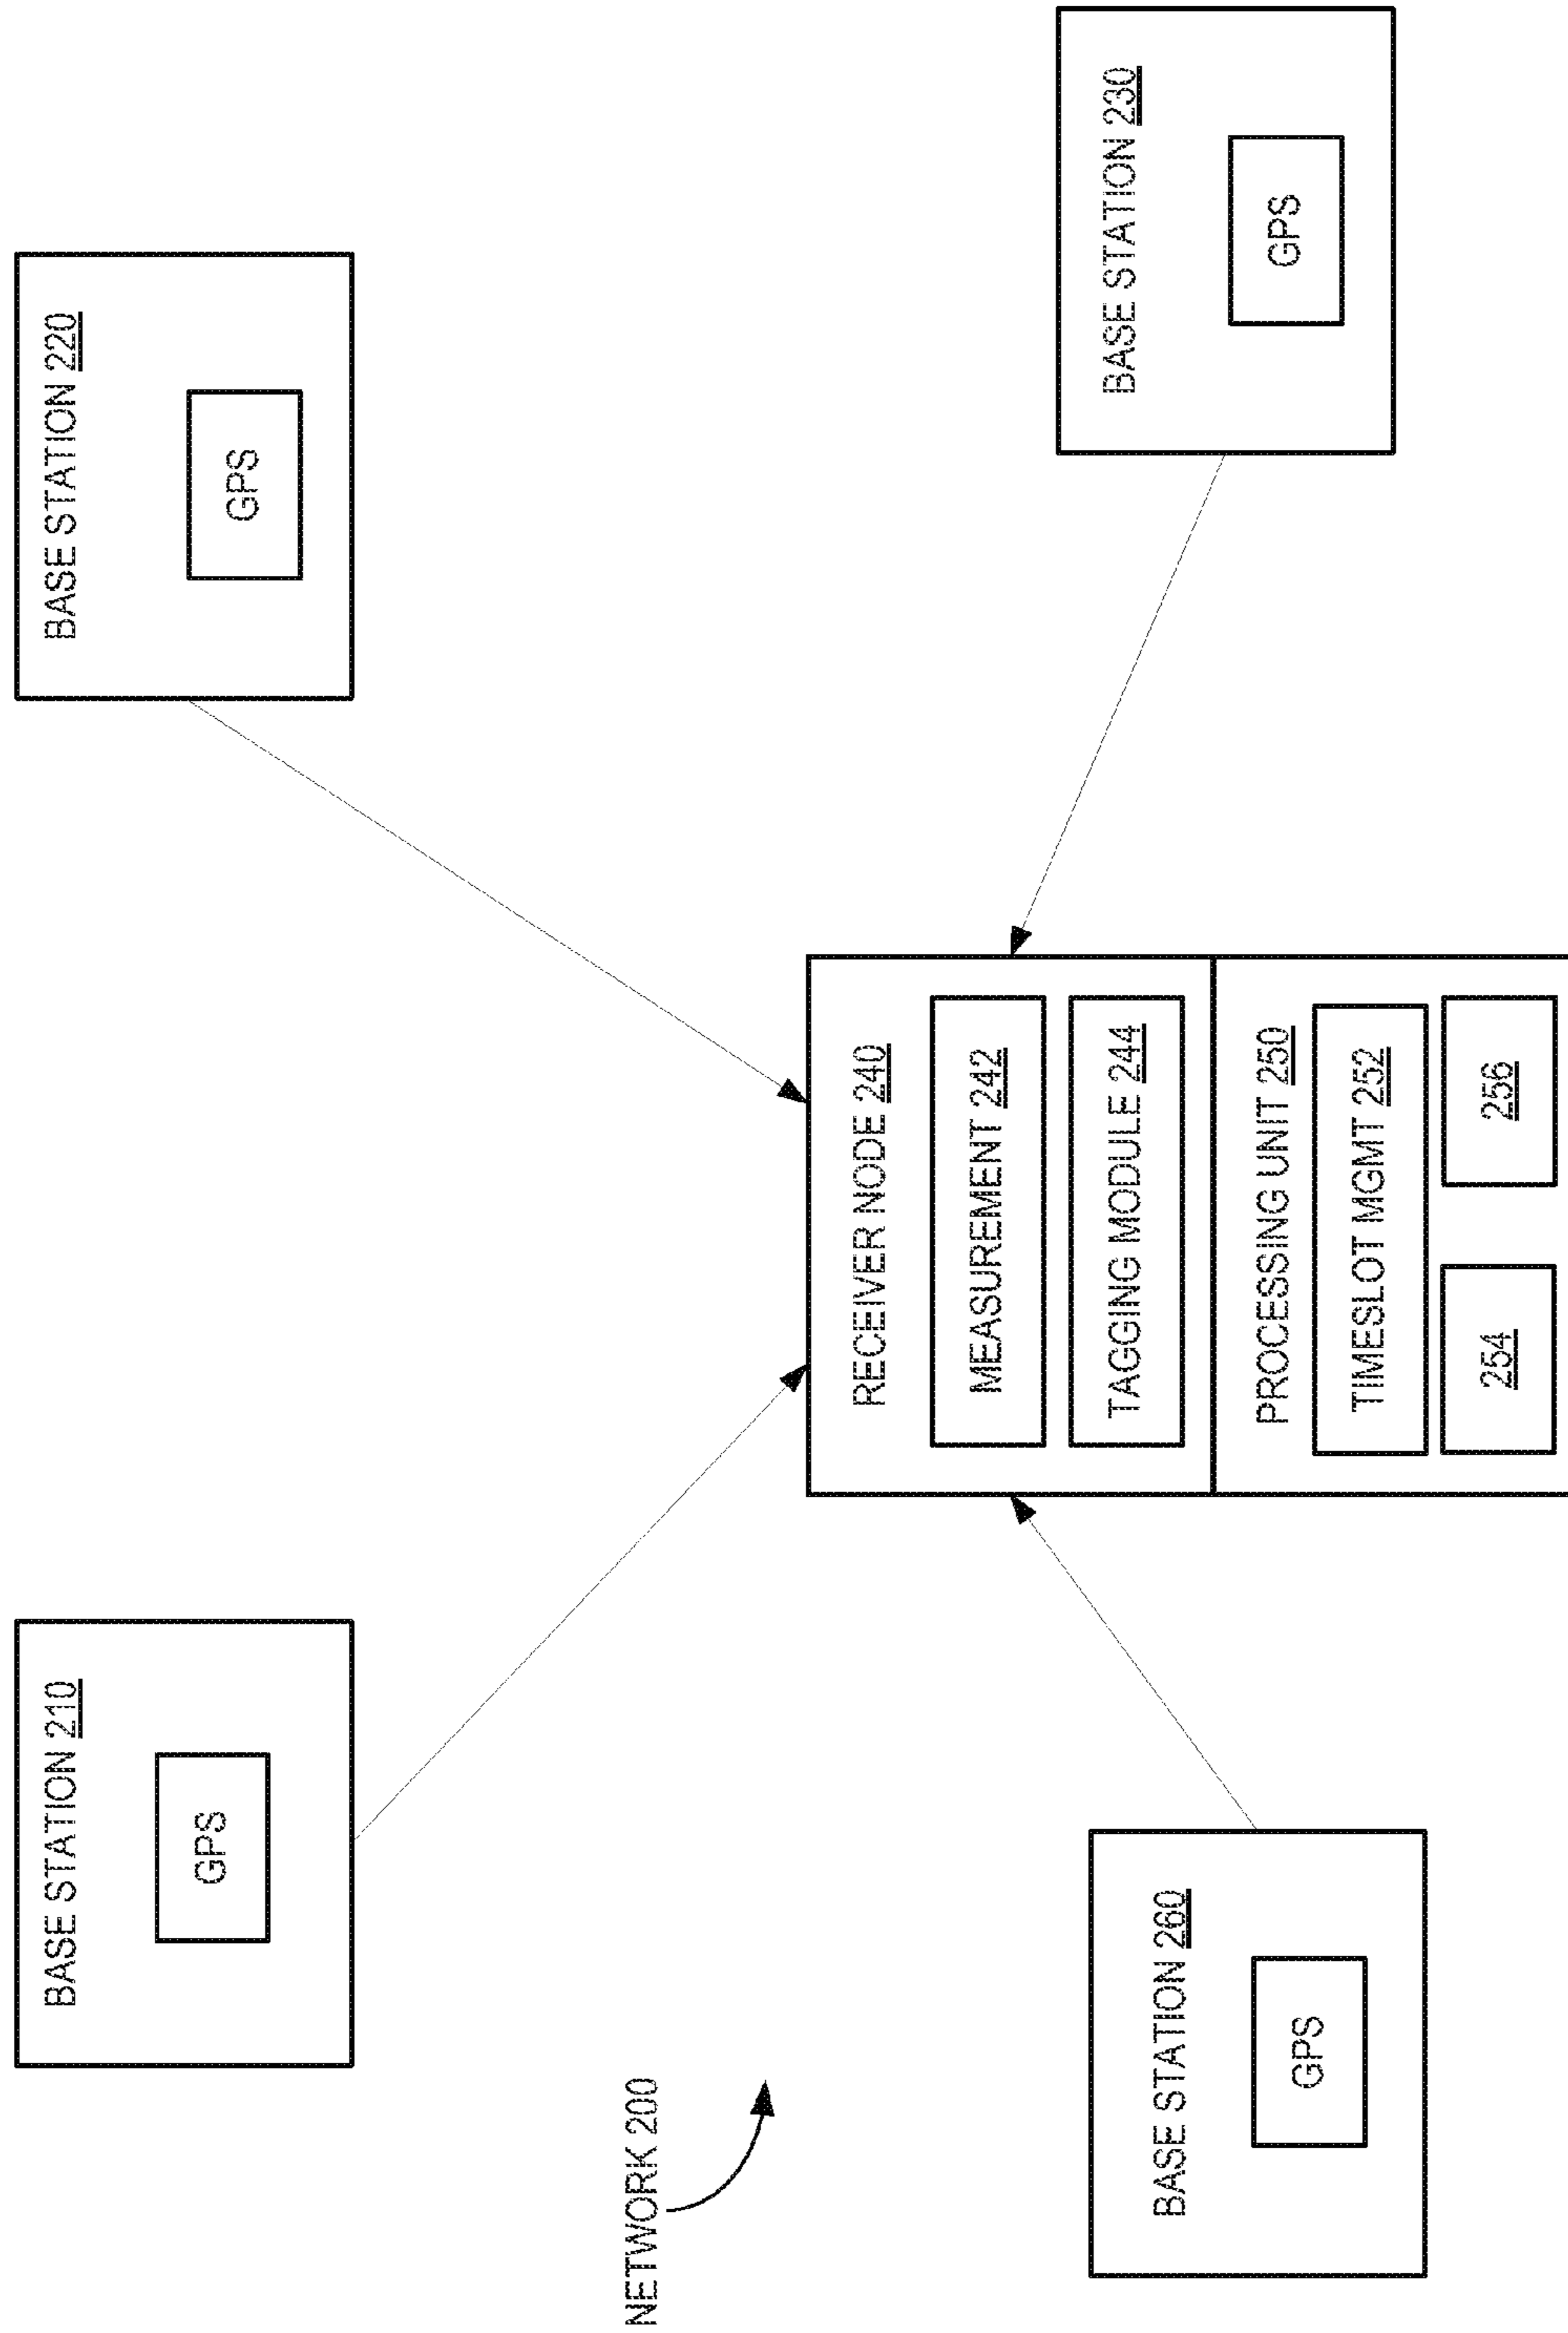 BASE STATION 210
GPS
BASE STATION 220
GPS
NETWORK 200
RECEIVER NODE 240
MEASUREMENT 242
TAGGING MODULE 244
PROCESSING UNIT 250
TIMESLOT MGMT 252
254
256
BASE STATION 260
GPS
BASE STATION 230
GPS